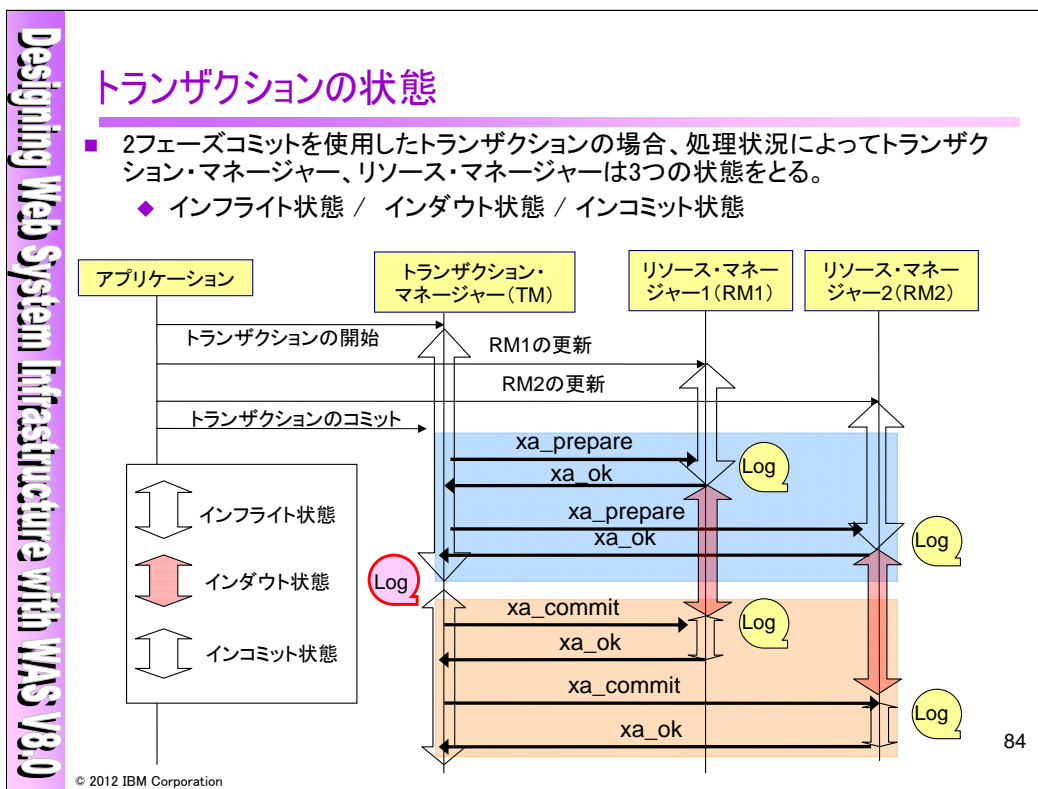 Designing Web System Infrastructure with WAS V8.0
トランザクションの状態
■ 2フェーズコミットを使用したトランザクションの場合、処理状況によってトランザク
ション・マネージャー、リソース・マネージャーは3つの状態をとる。
◆ インフライト状態 / インダウト状態 / インコミット状態
アプリケーション
トランザクション・
マネージャー(TM)
リソース・マネー
ジャー1(RM1)
リソース・マネー
ジャー2(RM2)
トランザクションの開始
RM1の更新
RM2の更新
トランザクションのコミット
xa_prepare
Log
xa_ok
xa_prepare
xa_ok
Log
Log
インフライト状態
インダウト状態
インコミット状態
xa_commit
Log
xa_ok
xa_commit
Log
xa_ok
84
© 2012 IBM Corporation